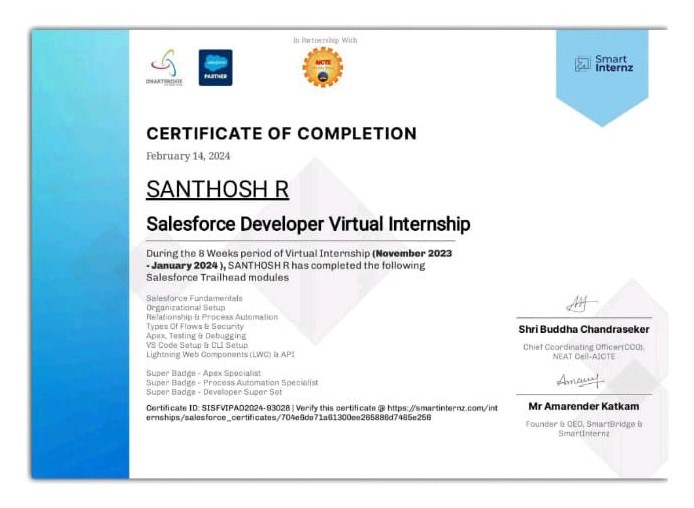 In Partnership With
SMARTBRIDGE
PARTNER
AICTE
Smart
Internz
CERTIFICATE OF COMPLETION
February 14, 2024
SANTHOSH R
Salesforce Developer Virtual Internship
During the 8 Weeks period of Virtual Internship (November 2023
- January 2024 ), SANTHOSH R has completed the following
Salesforce Trailhead modules
Salesforce Fundamentals
Organizational Setup
Relationship & Process Automation
Types Of Flows & Security
Apex, Testing & Debugging
VS Code Setup & CLI Setup
Lightning Web Components (LWC) & API
Super Badge - Apex Specialist
Super Badge - Process Automation Specialist
Super Badge - Developer Super Set
Certificate ID: SISFVIPAD2024-93028 | Verify this certificate @ https://smartinternz.com/int
ernships/salesforce_certificates/704e8de71a61300ee265886d7485e256
Shri Buddha Chandraseker
Chief Coordinating Officer(CCO),
NEAT Cell-AICTE
Mr Amarender Katkam
Founder & CEO, SmartBridge &
SmartInternz